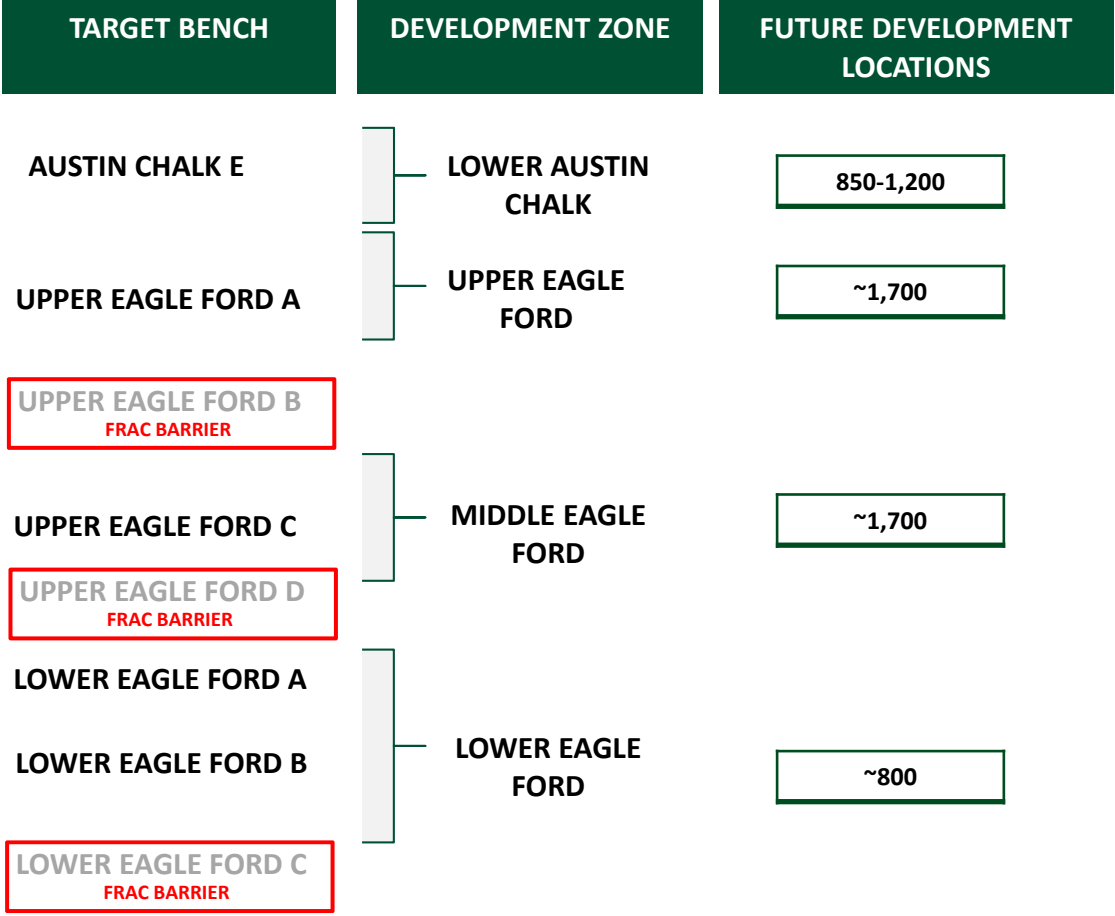 TARGET BENCH
DEVELOPMENT ZONE
FUTURE DEVELOPMENT
LOCATIONS
AUSTIN CHALK E
LOWER AUSTIN
CHALK
850-1,200
UPPER EAGLE FORD A
UPPER EAGLE
FORD
~1,700
UPPER EAGLE FORD B
FRAC BARRIER
UPPER EAGLE FORD C
MIDDLE EAGLE
FORD
~1,700
UPPER EAGLE FORD D
FRAC BARRIER
LOWER EAGLE FORD A
LOWER EAGLE FORD B
LOWER EAGLE
FORD
~800
LOWER EAGLE FORD C
FRAC BARRIER